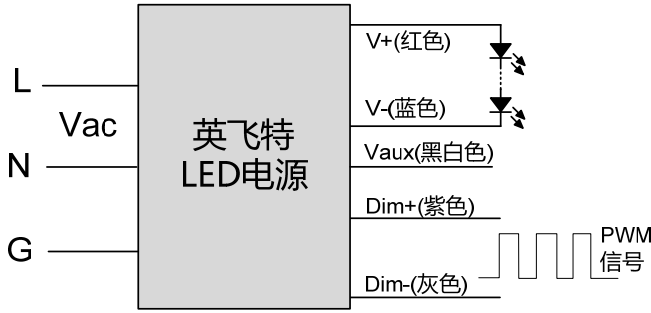 L
Vac
N
G
英飞特
LED电源
V+(红色)
V-(蓝色)
Vaux(黑白色)
Dim+(紫色)
Dim-(灰色)
PWM
信号